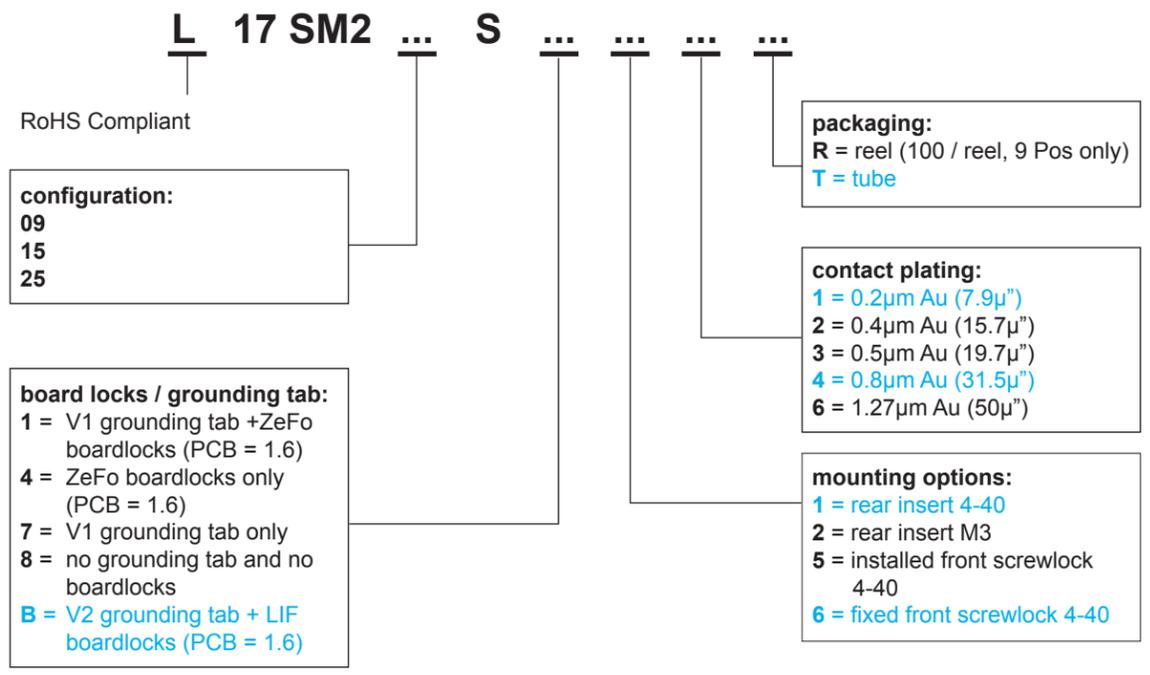 L 17 SM2 ... S ... ... ... ...
RoHS Compliant
configuration:
09
15
25
board locks / grounding tab:
1 = V1 grounding tab +ZeFo
boardlocks (PCB = 1.6)
4 = ZeFo boardlocks only
(PCB = 1.6)
7 = V1 grounding tab only
8 = no grounding tab and no
boardlocks
B = V2 grounding tab + LIF
boardlocks (PCB = 1.6)
packaging:
R = reel (100 / reel, 9 Pos only)
T = tube
contact plating:
1 = 0.2µm Au (7.9µ”)
2 = 0.4µm Au (15.7µ”)
3 = 0.5µm Au (19.7µ”)
4 = 0.8µm Au (31.5µ”)
6 = 1.27µm Au (50µ”)
mounting options:
1 = rear insert 4-40
2 = rear insert M3
5 = installed front screwlock
4-40
6 = fixed front screwlock 4-40